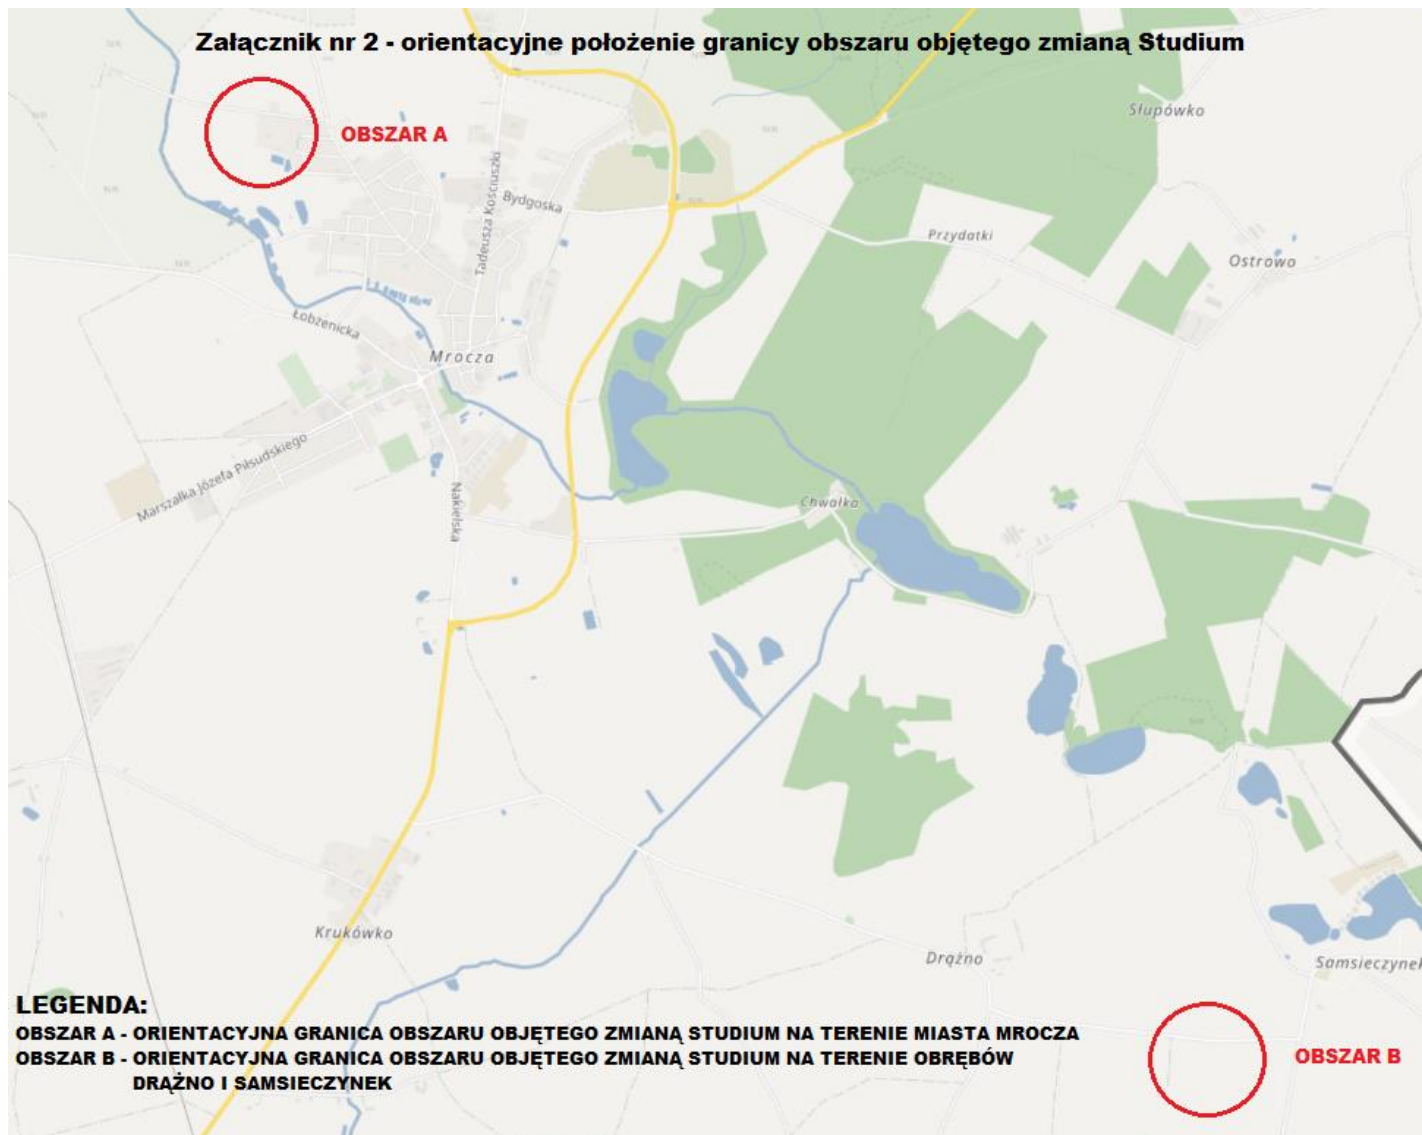 Załącznik nr 2 - orientacyjne położenie granicy obszaru objętego zmianą Studium
OBSZAR A
Słupówko
Tadeusza Kościuszki
Bydgoska
Przydatki
Ostrowo
Łobżenicka
Mrocza
Marszałka Józefa Piłsudskiego
Nakielska
Chwałka
Krukówko
Drążno
Samsieczynek
LEGENDA:
OBSZAR A - ORIENTACYJNA GRANICA OBSZARU OBJĘTEGO ZMIANĄ STUDIUM NA TERENIE MIASTA MROCZA
OBSZAR B - ORIENTACYJNA GRANICA OBSZARU OBJĘTEGO ZMIANĄ STUDIUM NA TERENIE OBRĘBÓW
DRĄŻNO I SAMSIECZYNEK
OBSZAR B